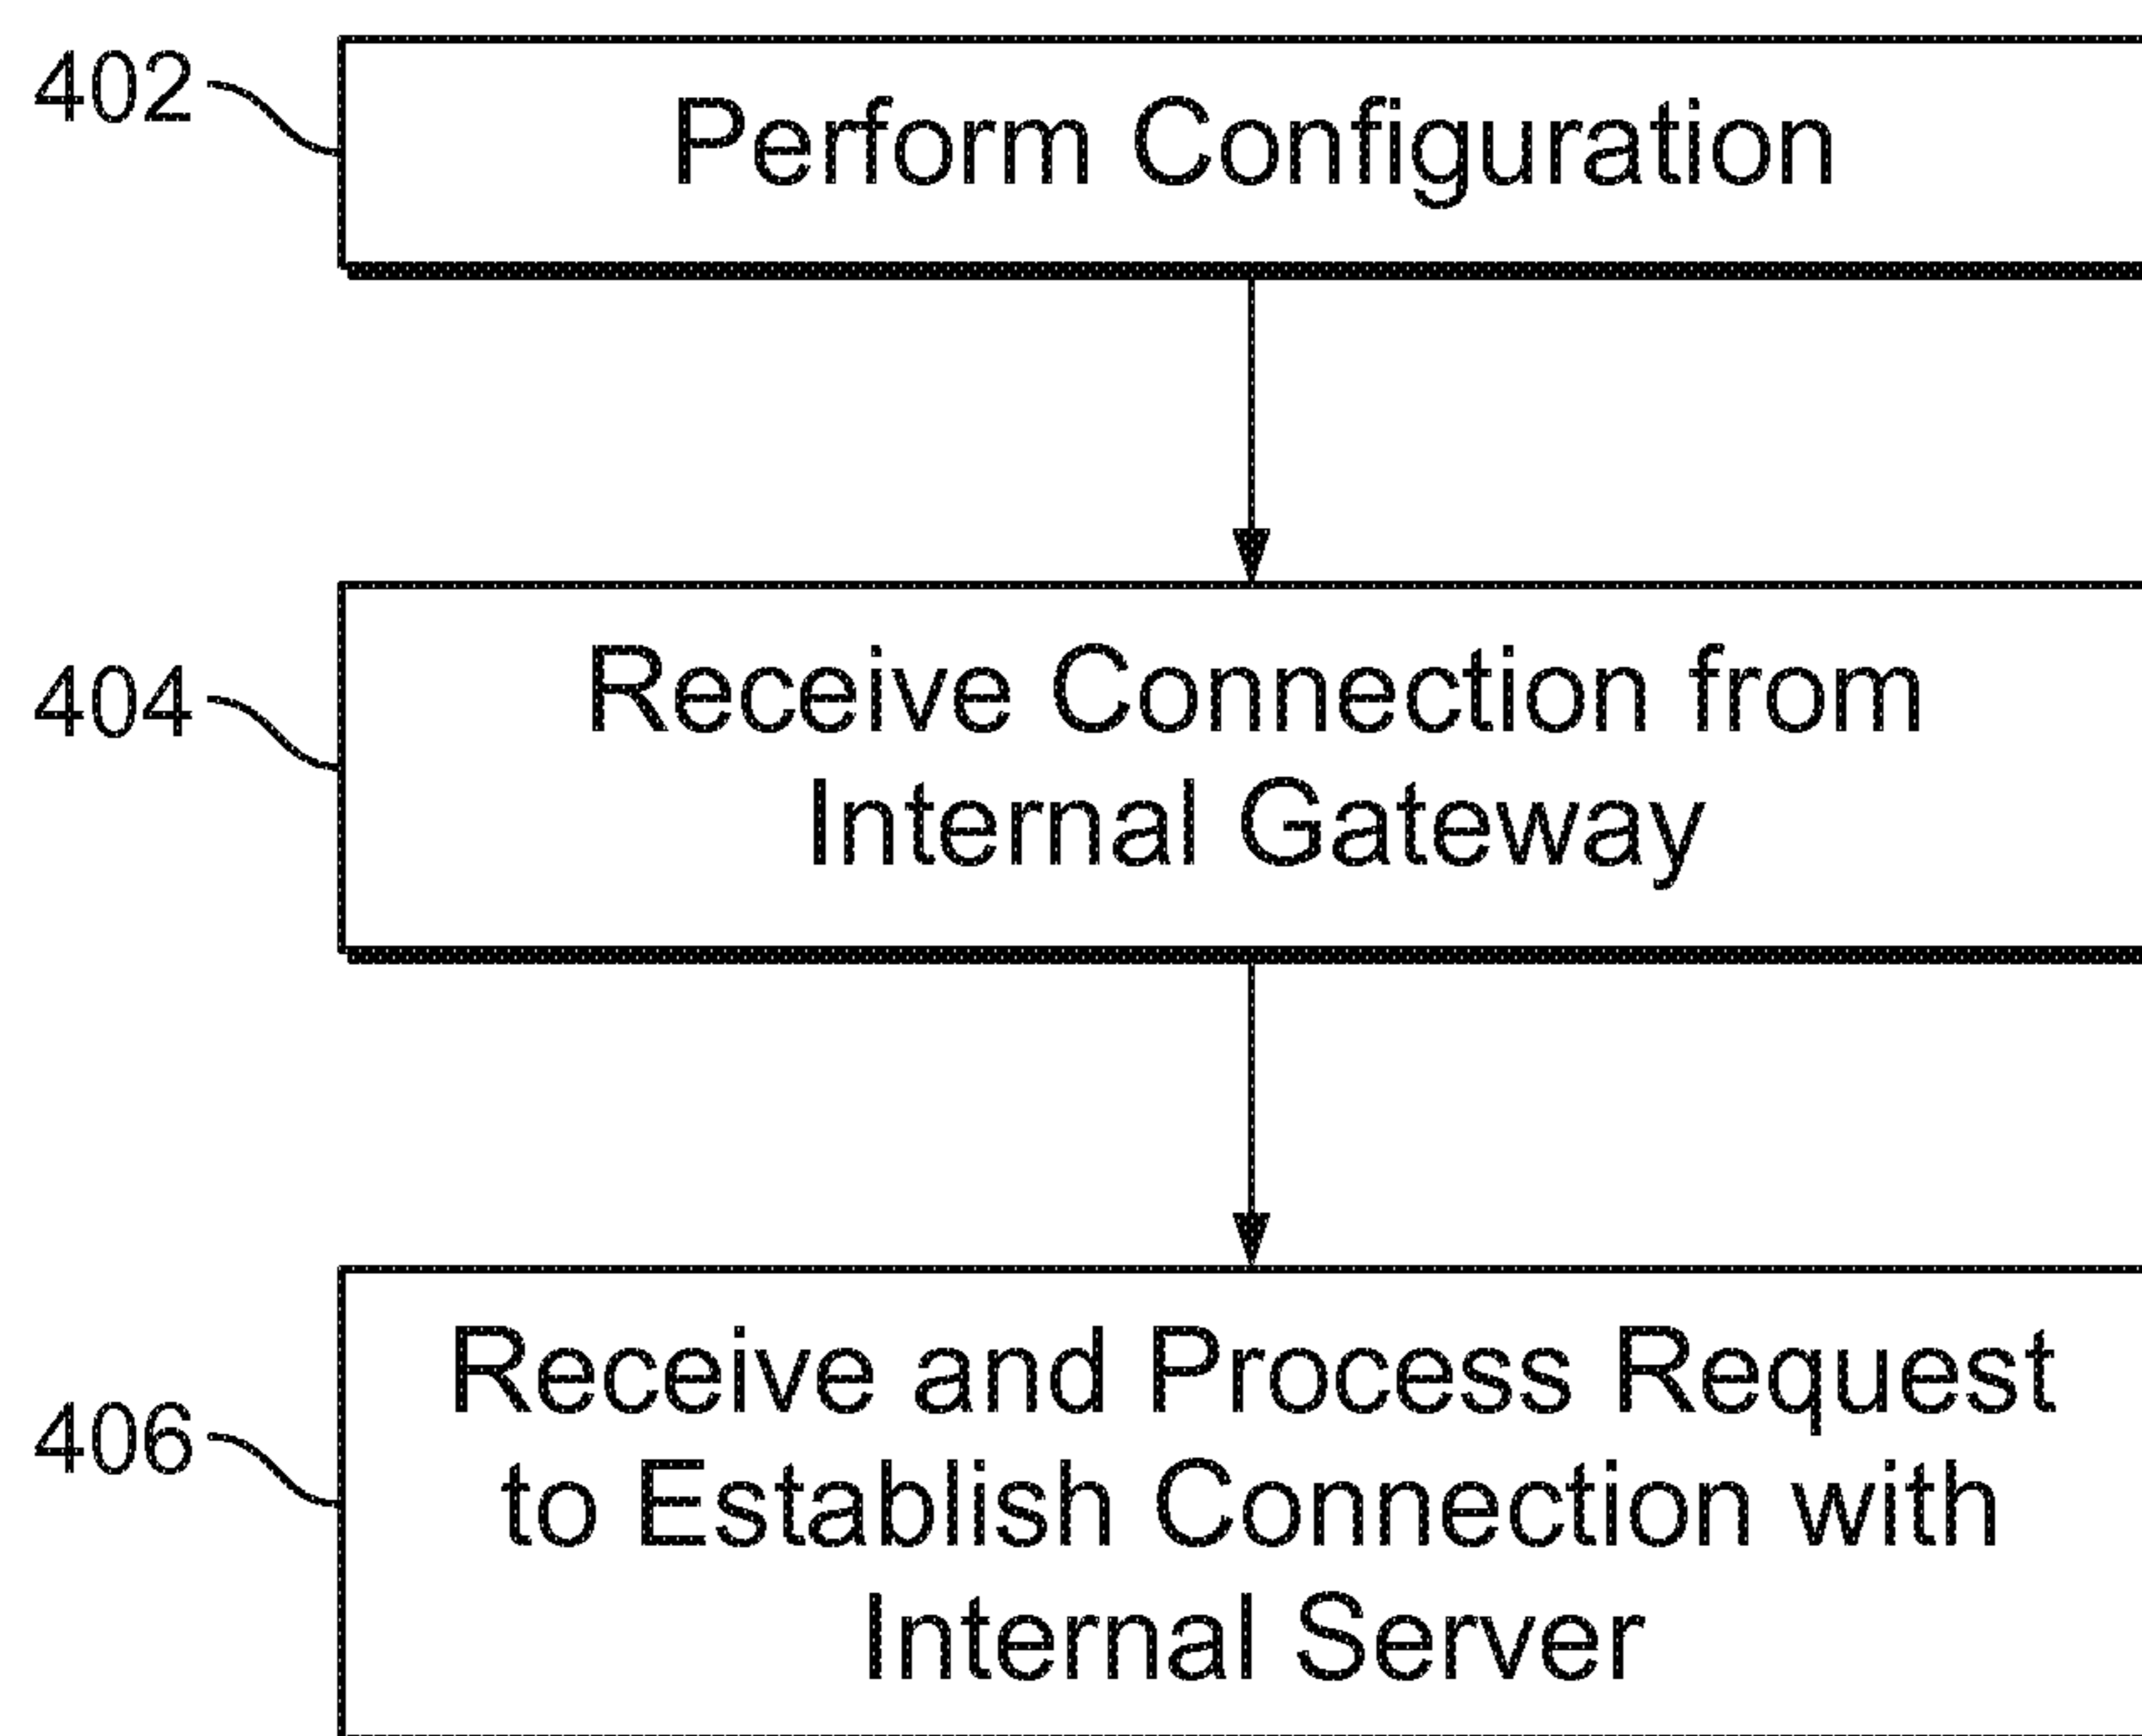 402
Perform Configuration
404
Receive Connection from
Internal Gateway
406
Receive and Process Request
to Establish Connection with
Internal Server